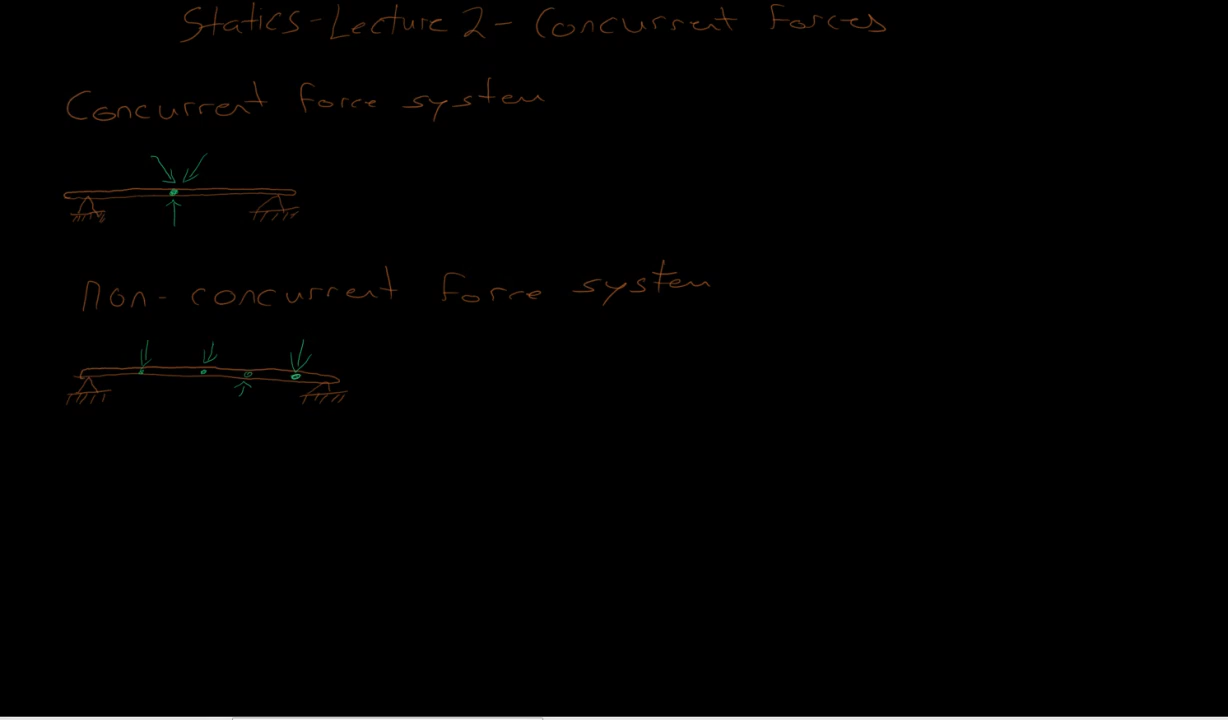 Statics-Lecture 2- Concurrent Forces
Concurrent force system
Non-concurrent force system